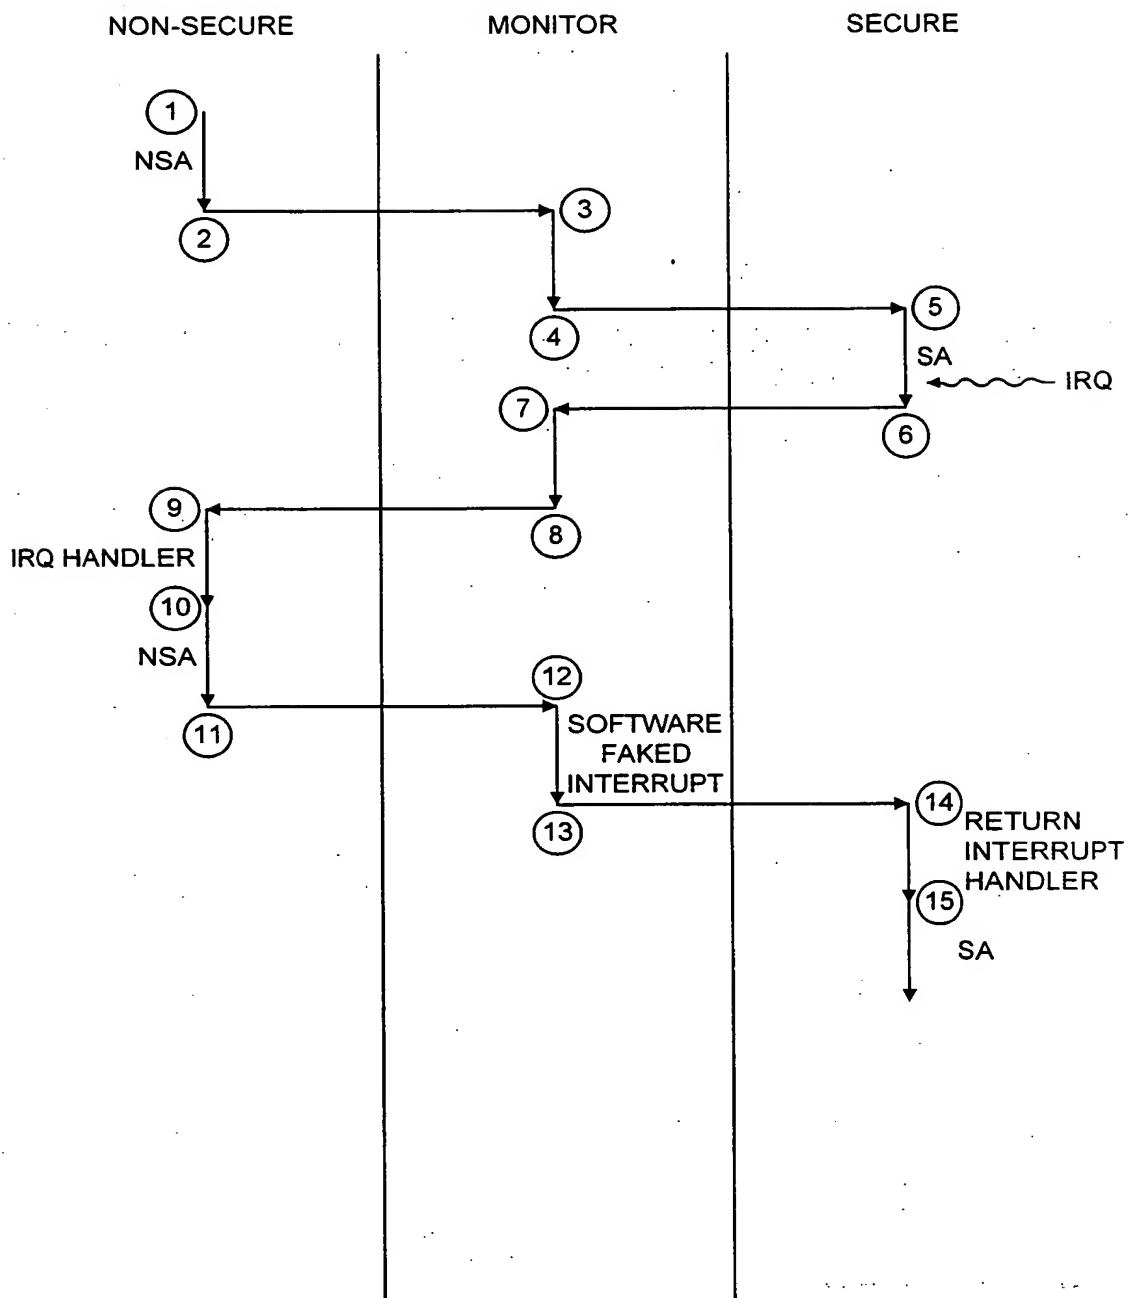 NON-SECURE MONITOR SECURE
1
NSA
2
3
4
5
SA
IRQ
6
7
8
9
IRQ HANDLER
10
NSA
11
12
SOFTWARE
FAKED
INTERRUPT
13
14
RETURN
INTERRUPT
HANDLER
15
SA